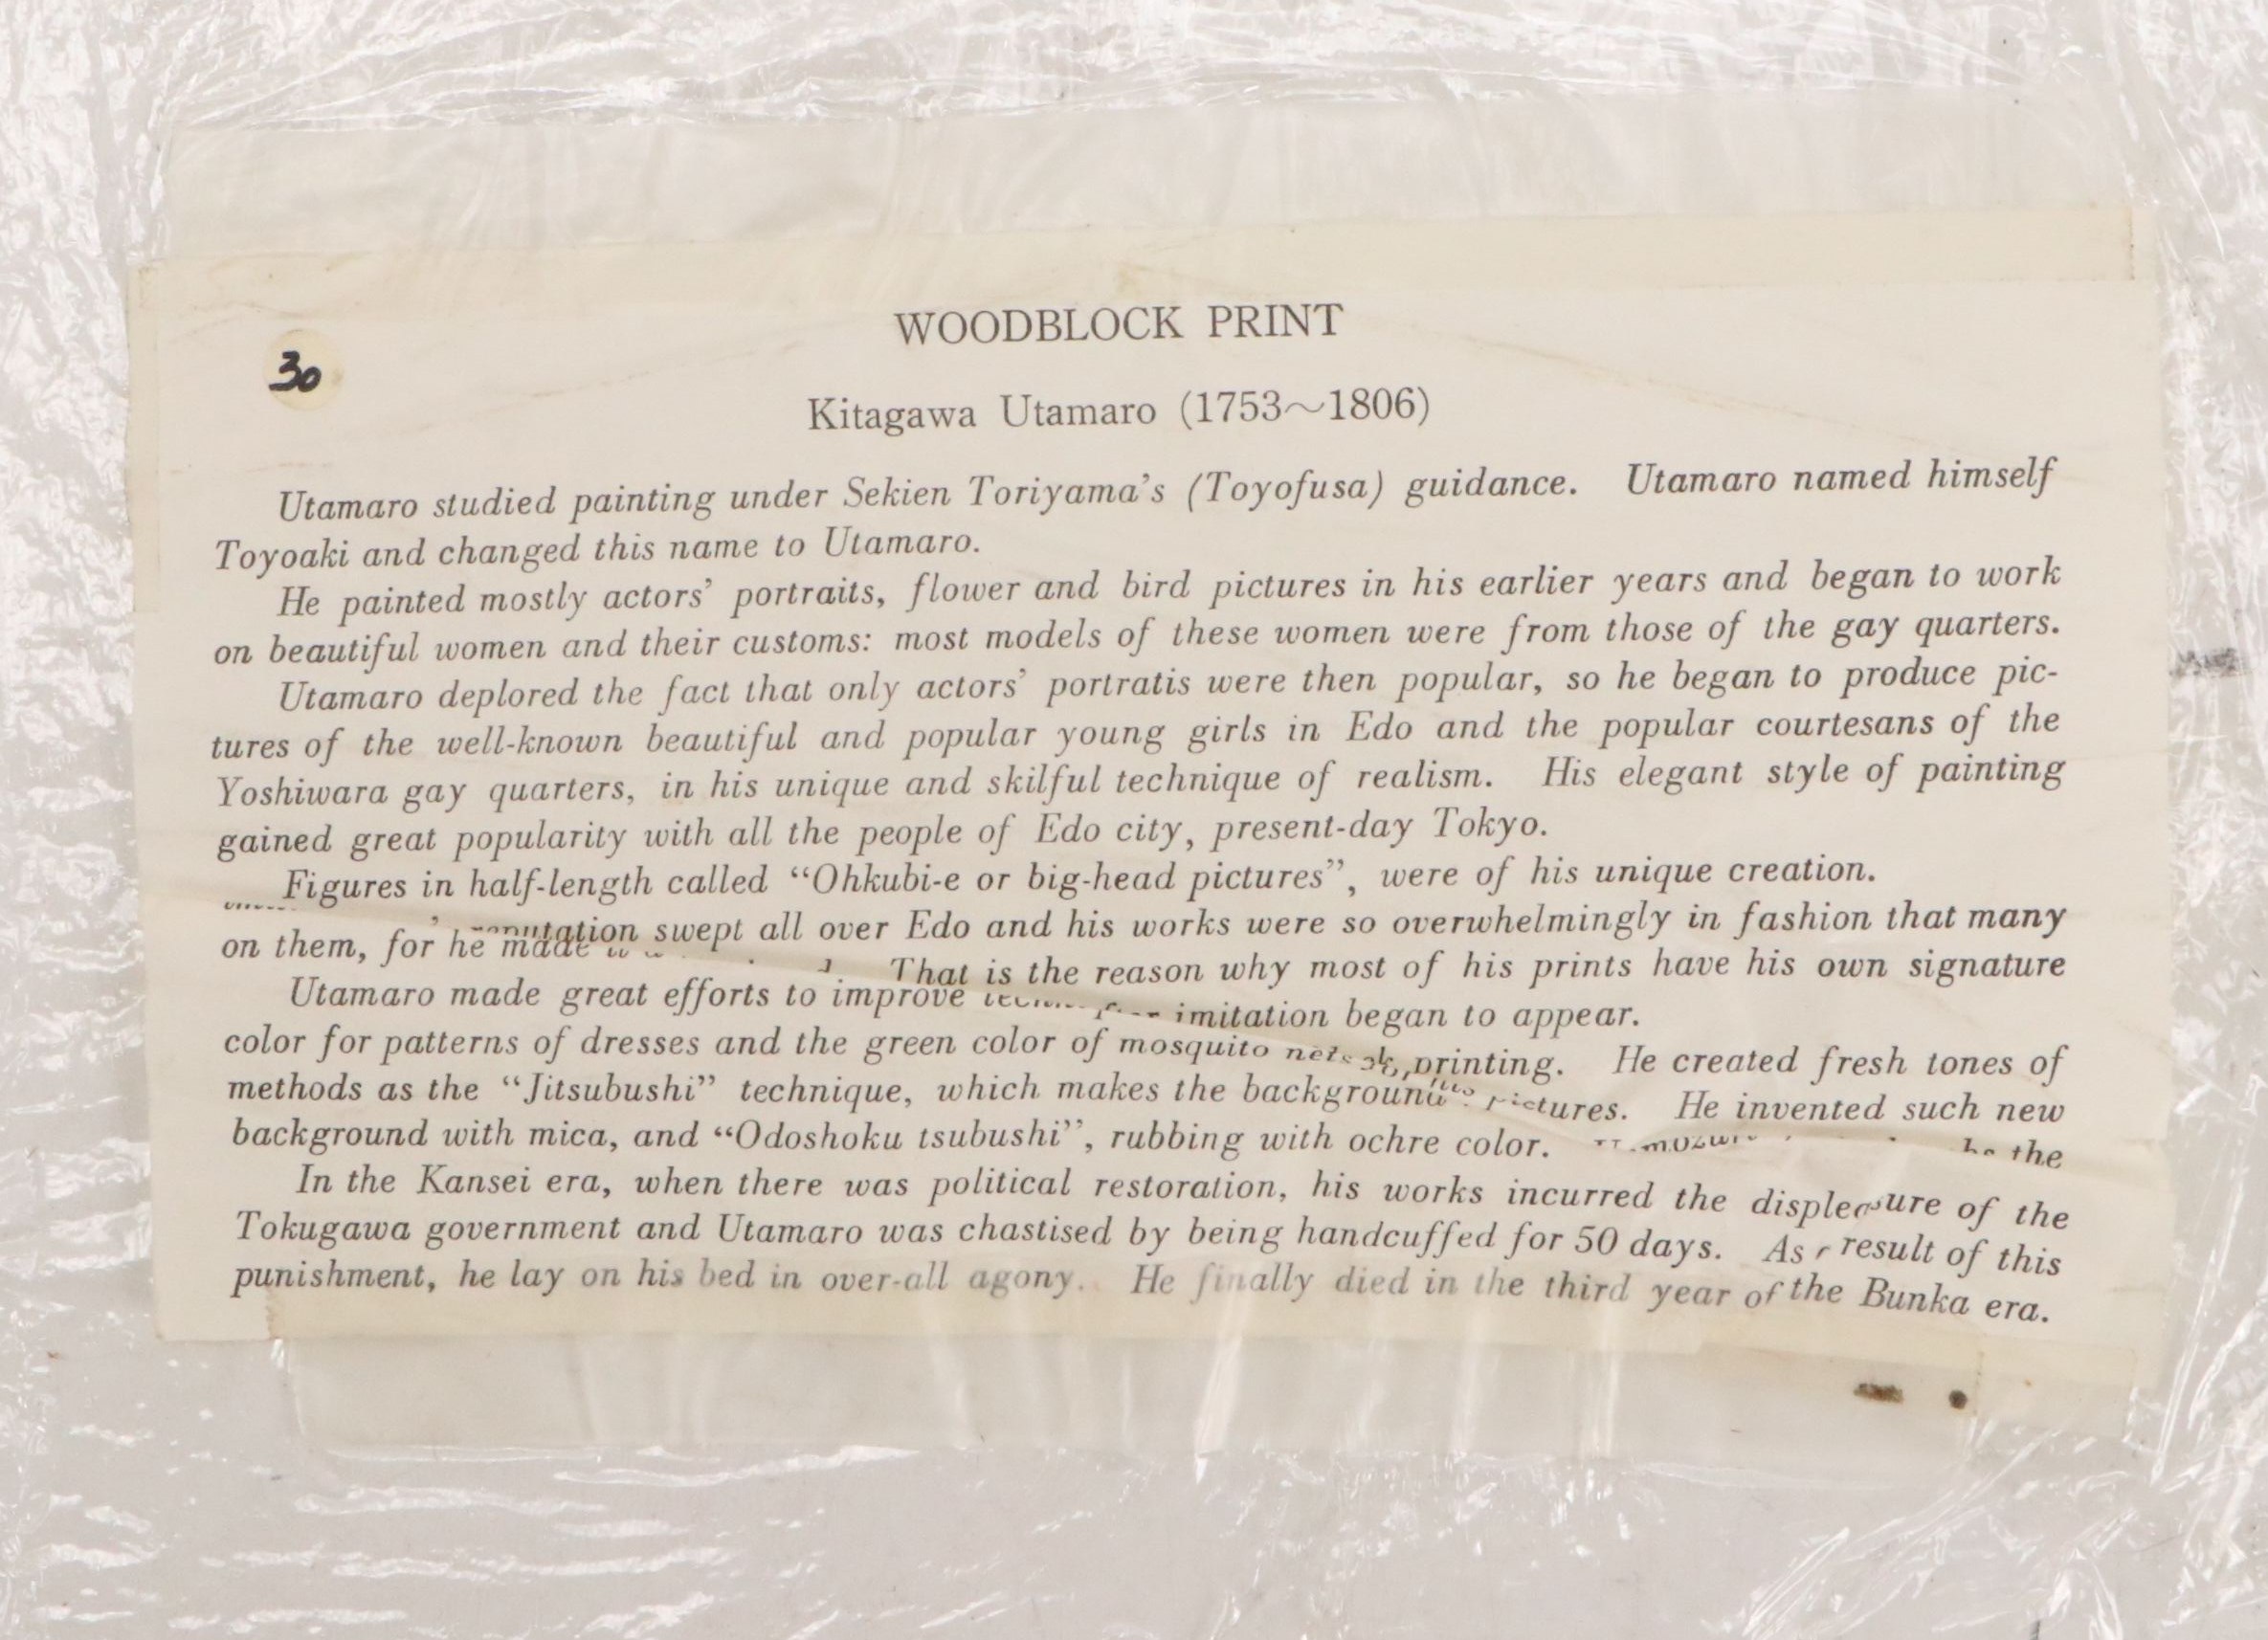 30
WOODBLOCK PRINT
Kitagawa Utamaro (1753～1806)
Utamaro studied painting under Sekien Toriyama's (Toyofusa) guidance. Utamaro named himself
Toyoaki and changed this name to Utamaro.
He painted mostly actors' portraits, flower and bird pictures in his earlier years and began to work
on beautiful women and their customs: most models of these women were from those of the gay quarters.
Utamaro deplored the fact that only actors' portratis were then popular, so he began to produce pic-
tures of the well-known beautiful and popular young girls in Edo and the popular courtesans of the
Yoshiwara gay quarters, in his unique and skilful technique of realism. His elegant style of painting
gained great popularity with all the people of Edo city, present-day Tokyo.
Figures in half-length called “Ohkubi-e or big-head pictures”, were of his unique creation.
swept all over Edo and his works were so overwhelmingly in fashion that many
That is the reason why most of his prints have his own signature
on them, for he made
imitation began to appear.
Utamaro made great efforts to improve
printing. He created fresh tones of
color for patterns of dresses and the green color of mosquito
He invented such new
methods as the “Jitsubushi” technique, which makes the background
the
background with mica, and “Odoshoku tsubushi”, rubbing with ochre color.
In the Kansei era, when there was political restoration, his works incurred the displeasure of the
Tokugawa government and Utamaro was chastised by being handcuffed for 50 days. As result of this
punishment, he lay on his bed in over-all agony. He finally died in the third year of the Bunka era.